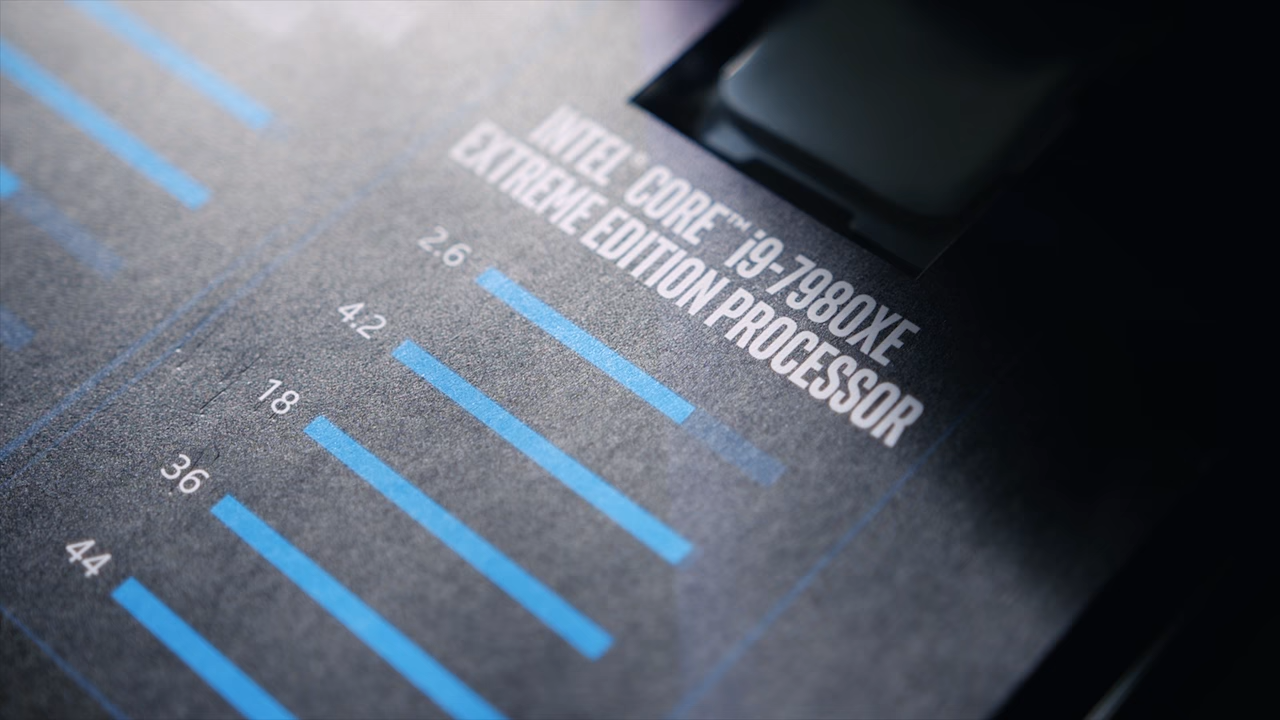 INTEL® CORE™ i9-7980XE
EXTREME EDITION PROCESSOR
2.6
4.2
18
36
44